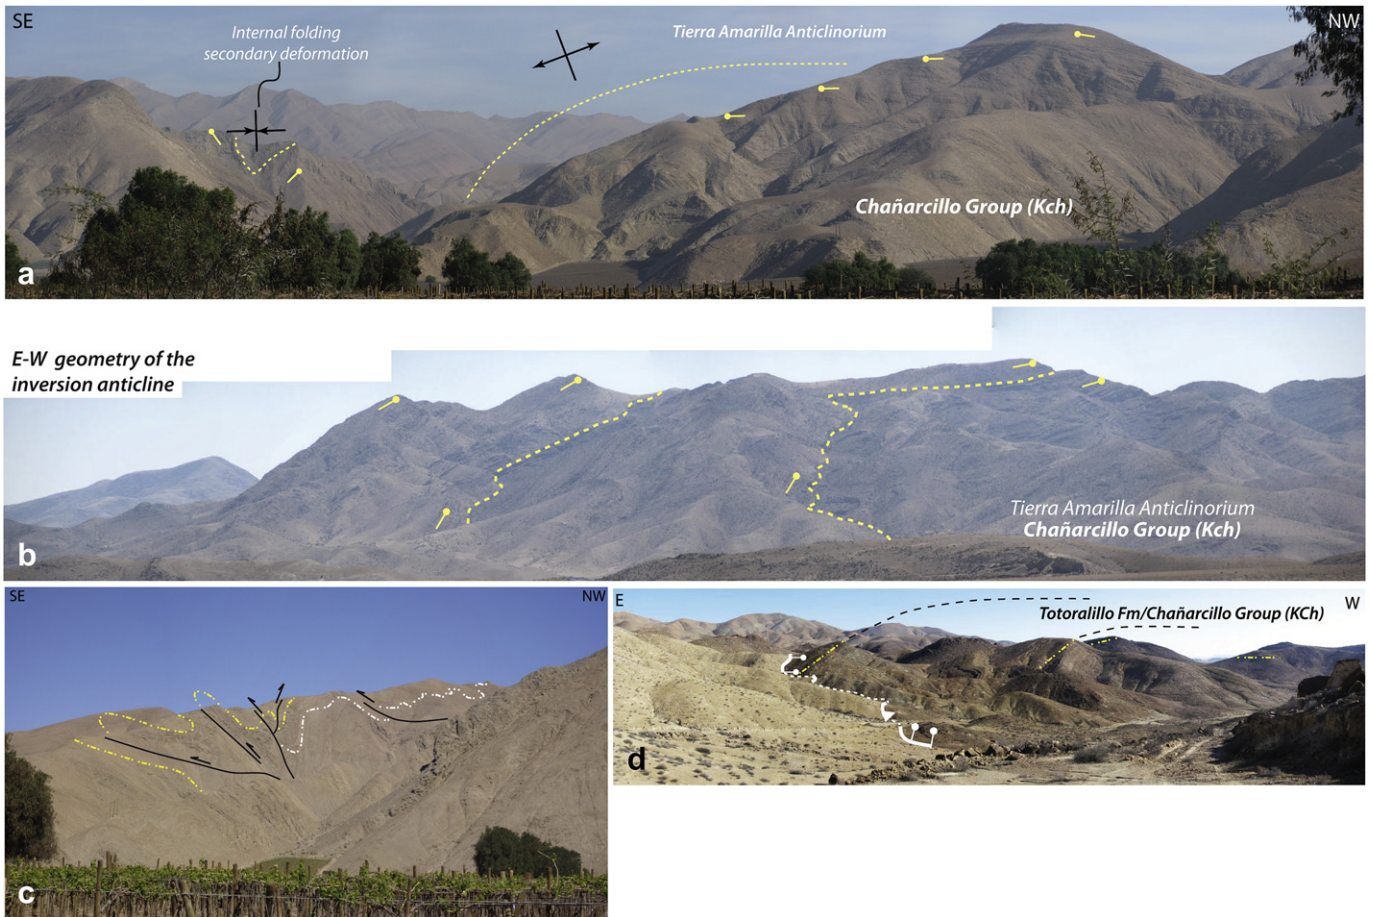 SE
NW
Internal folding
secondary deformation
Tierra Amarilla Anticlinorium
Chañarcillo Group (Kch)
a
E-W geometry of the
inversion anticline
Tierra Amarilla Anticlinorium
Chañarcillo Group (Kch)
b
SE
NW
c
E
W
Totoralillo Fm/Chañarcillo Group (KCh)
d